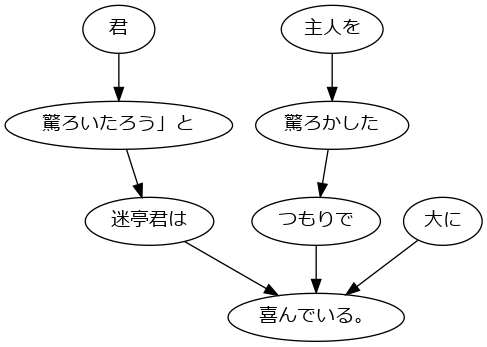 君
主人を
驚ろいたろう」と
驚ろかした
迷亭君は
つもりで
大に
喜んでいる。